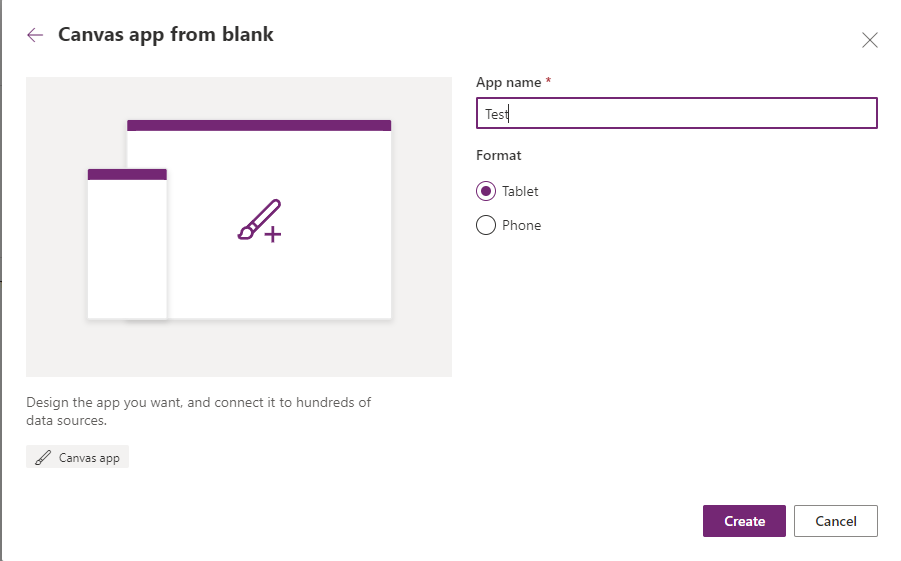 Canvas app from blank
App name *
Test
Format
Tablet
Phone
Design the app you want, and connect it to hundreds of
data sources.
Canvas app
Create
Cancel